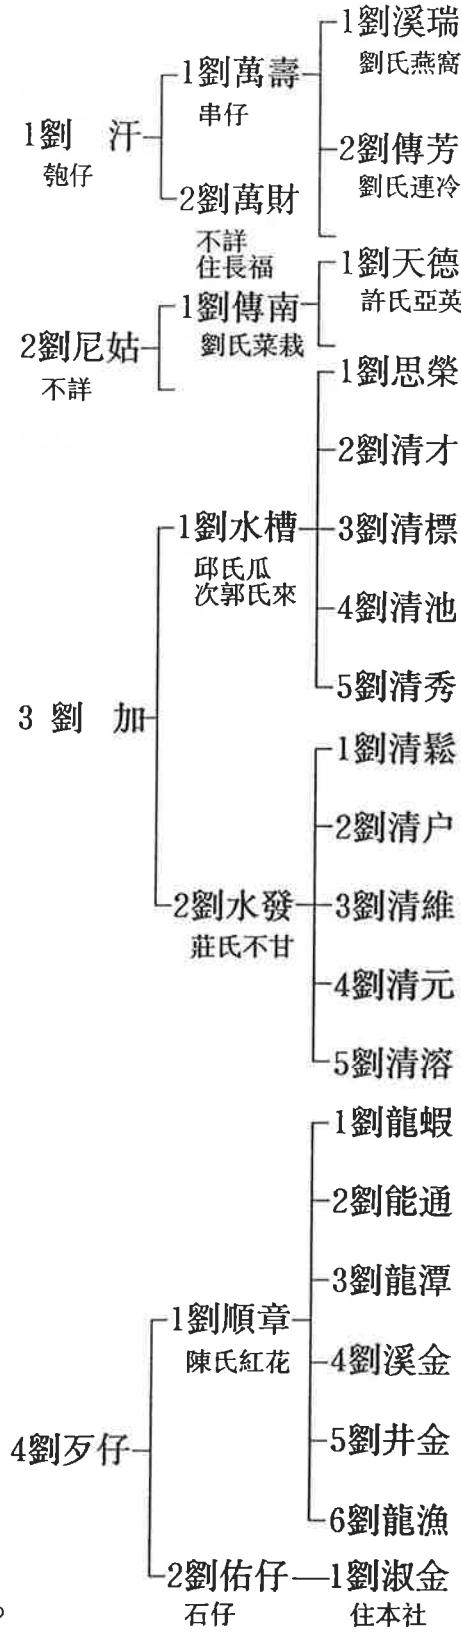 1劉溪瑞
劉氏燕窩
1劉萬壽
串仔
1劉　汗
匏仔
2劉傳芳
劉氏連冷
2劉萬財
不詳
住長福
1劉天德
許氏亞英
1劉傳南
劉氏菜栽
2劉尼姑
不詳
1劉思榮
2劉清才
1劉水槽
邱氏瓜
次郭氏來
3劉清標
4劉清池
5劉清秀
3 劉　加
1劉清鬆
2劉清户
2劉水發
莊氏不甘
3劉清維
4劉清元
5劉清溶
1劉龍蝦
2劉能通
3劉龍潭
1劉順章
陳氏紅花
4劉溪金
5劉井金
4劉歹仔
6劉龍漁
2劉佑仔
石仔
1劉淑金
住本社